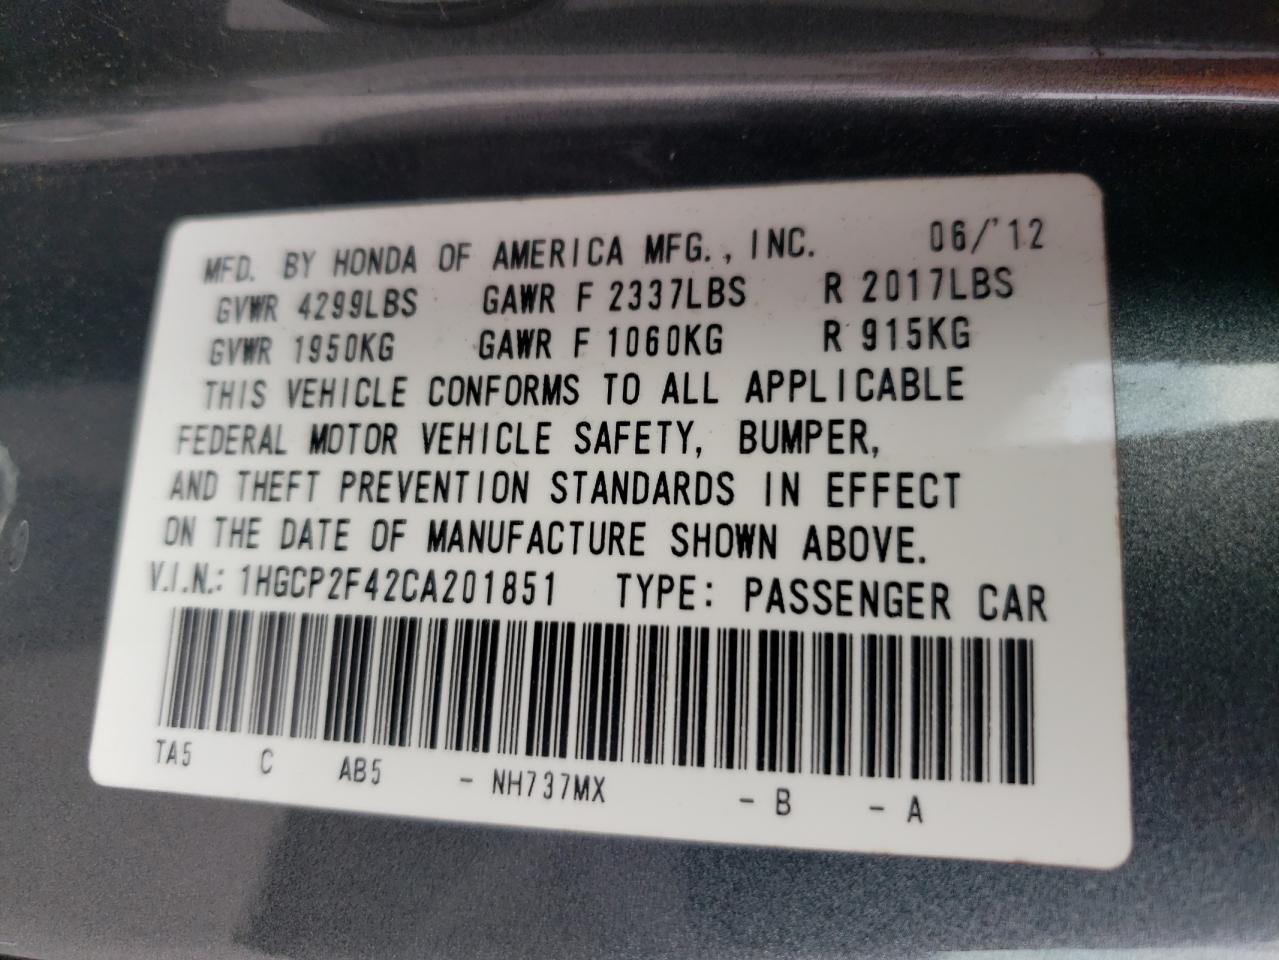 MFD. BY HONDA OF AMERICA MFG., INC. 06/'12
GVWR 4299LBS GAWR F 2337LBS R 2017LBS
GVWR 1950KG GAWR F 1060KG R 915KG
THIS VEHICLE CONFORMS TO ALL APPLICABLE
FEDERAL MOTOR VEHICLE SAFETY, BUMPER,
AND THEFT PREVENTION STANDARDS IN EFFECT
ON THE DATE OF MANUFACTURE SHOWN ABOVE.
V.I.N.: 1HGCP2F42CA201851 TYPE: PASSENGER CAR
TA5 C AB5 - NH737MX - B - A